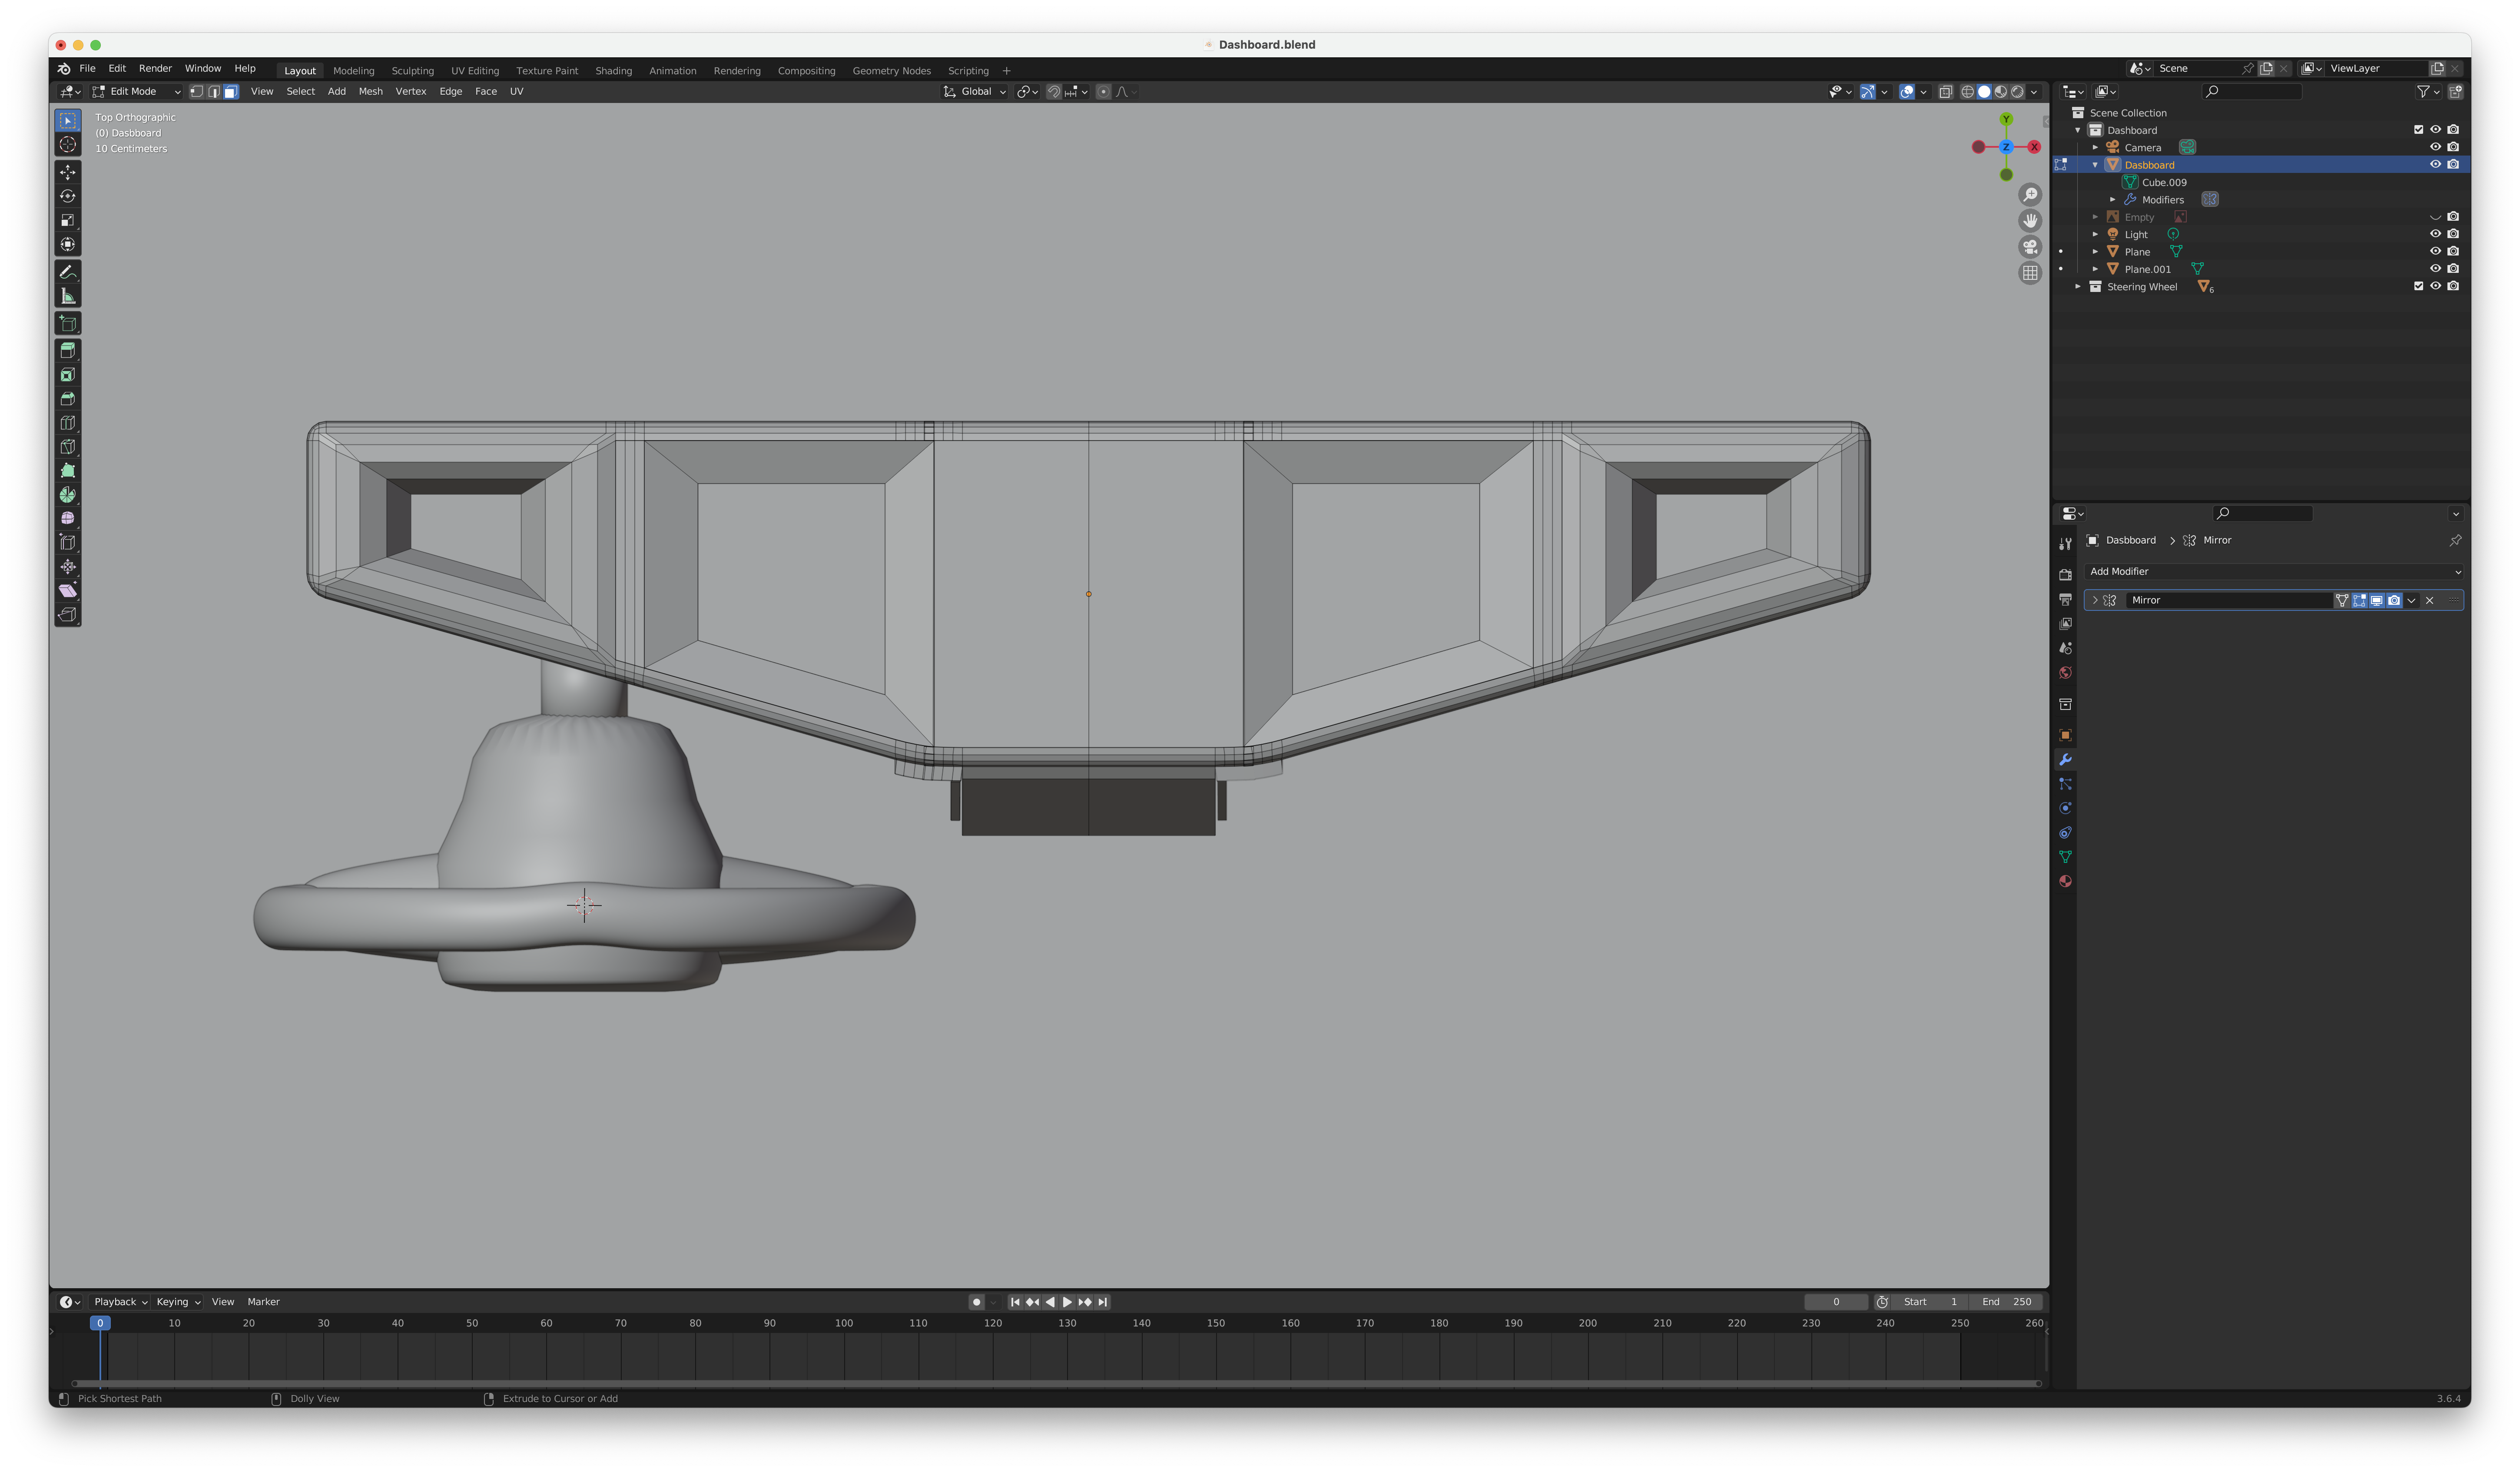 Dashboard.blend
File Edit Render Window Help Layout Modeling Sculpting UV Editing Texture Paint Shading Animation Rendering Compositing Geometry Nodes Scripting + Scene ViewLayer
Edit Mode View Select Add Mesh Vertex Edge Face UV Global
Top Orthographic
(0) Dasbboard
10 Centimeters
Y
Z X
Scene Collection
Dashboard
Camera
Dasbboard
Cube.009
Modifiers
Empty
Light
Plane
Plane.001
Steering Wheel 6
Dasbboard > Mirror
Add Modifier
Mirror
Playback Keying View Marker 0 Start 1 End 250
0 10 20 30 40 50 60 70 80 90 100 110 120 130 140 150 160 170 180 190 200 210 220 230 240 250 260
Pick Shortest Path Dolly View Extrude to Cursor or Add 3.6.4